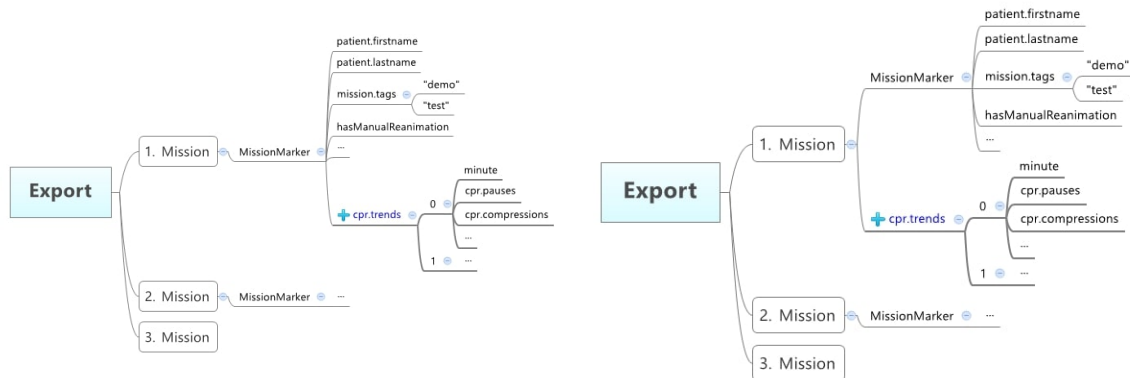 patient.firstname
patient.lastname
mission.tags
"demo"
"test"
hasManualReanimation
...
1. Mission
MissionMarker
Export
cpr.trends
0
minute
cpr.pauses
cpr.compressions
...
1
...
2. Mission
MissionMarker
...
3. Mission
patient.firstname
patient.lastname
MissionMarker
mission.tags
"demo"
"test"
hasManualReanimation
...
1. Mission
Export
cpr.trends
0
minute
cpr.pauses
cpr.compressions
...
1
...
2. Mission
MissionMarker
...
3. Mission